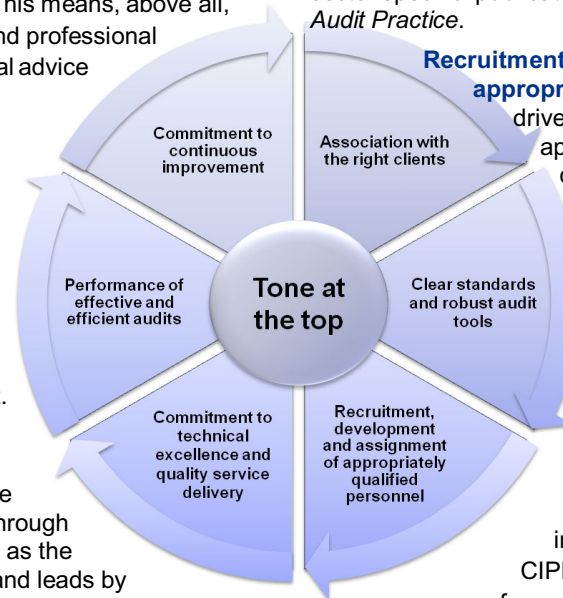 This means, above all,
nd professional
al advice
Audit Practice.
Recruitment
appropr
drive
ap
Commitment to
continuous
improvement
Association with
the right clients
Performance of
effective and
efficient audits
Tone at
the top
Clear standards
and robust audit
tools
Commitment to
technical
excellence and
quality service
delivery
Recruitment,
development
and assignment
of appropriately
qualified
personnel
hrough
as the
and leads by
in
CIP